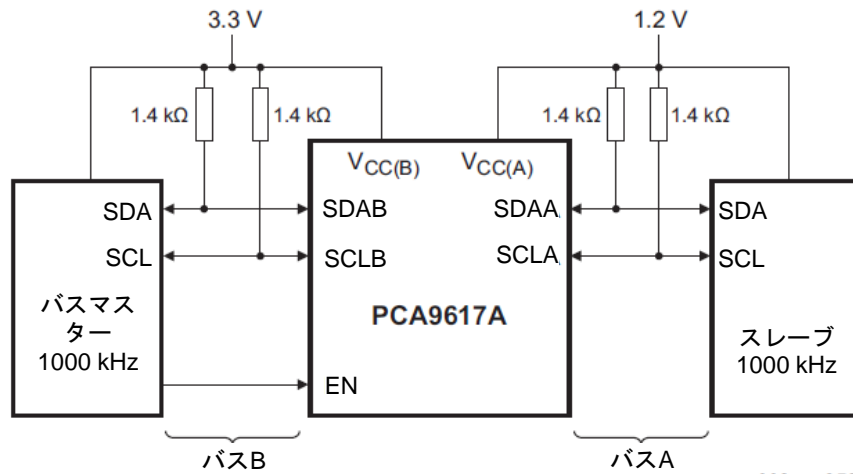 3.3 V
1.2 V
1.4 kΩ
1.4 kΩ
1.4 kΩ
1.4 kΩ
VCC(B)
VCC(A)
SDA
SDAB
SDAA
SDA
SCL
SCLB
SCLA
SCL
バスマス
ター
1000 kHz
PCA9617A
スレーブ
1000 kHz
EN
バスB
バスA